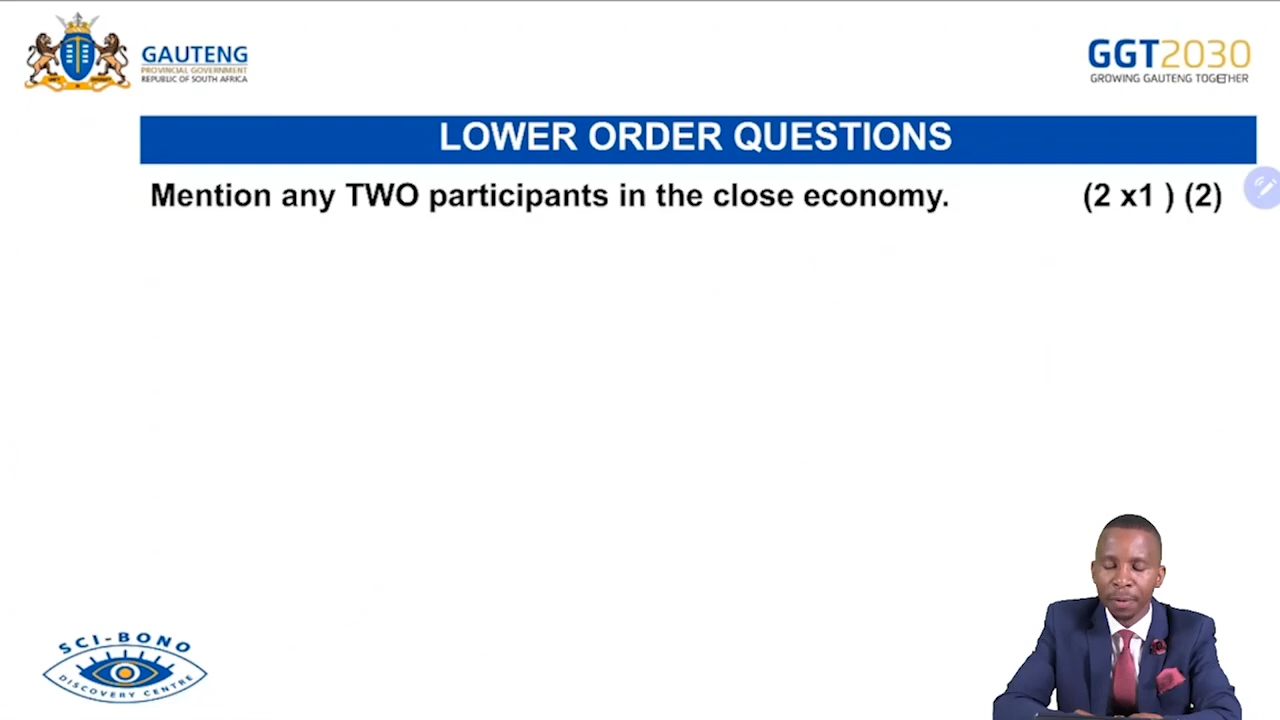 GAUTENG
PROVINCIAL GOVERNMENT
REPUBLIC OF SOUTH AFRICA
GGT2030
GROWING GAUTENG TOGETHER
LOWER ORDER QUESTIONS
Mention any TWO participants in the close economy. (2 x1 ) (2)
SCI-BONO
DISCOVERY CENTRE